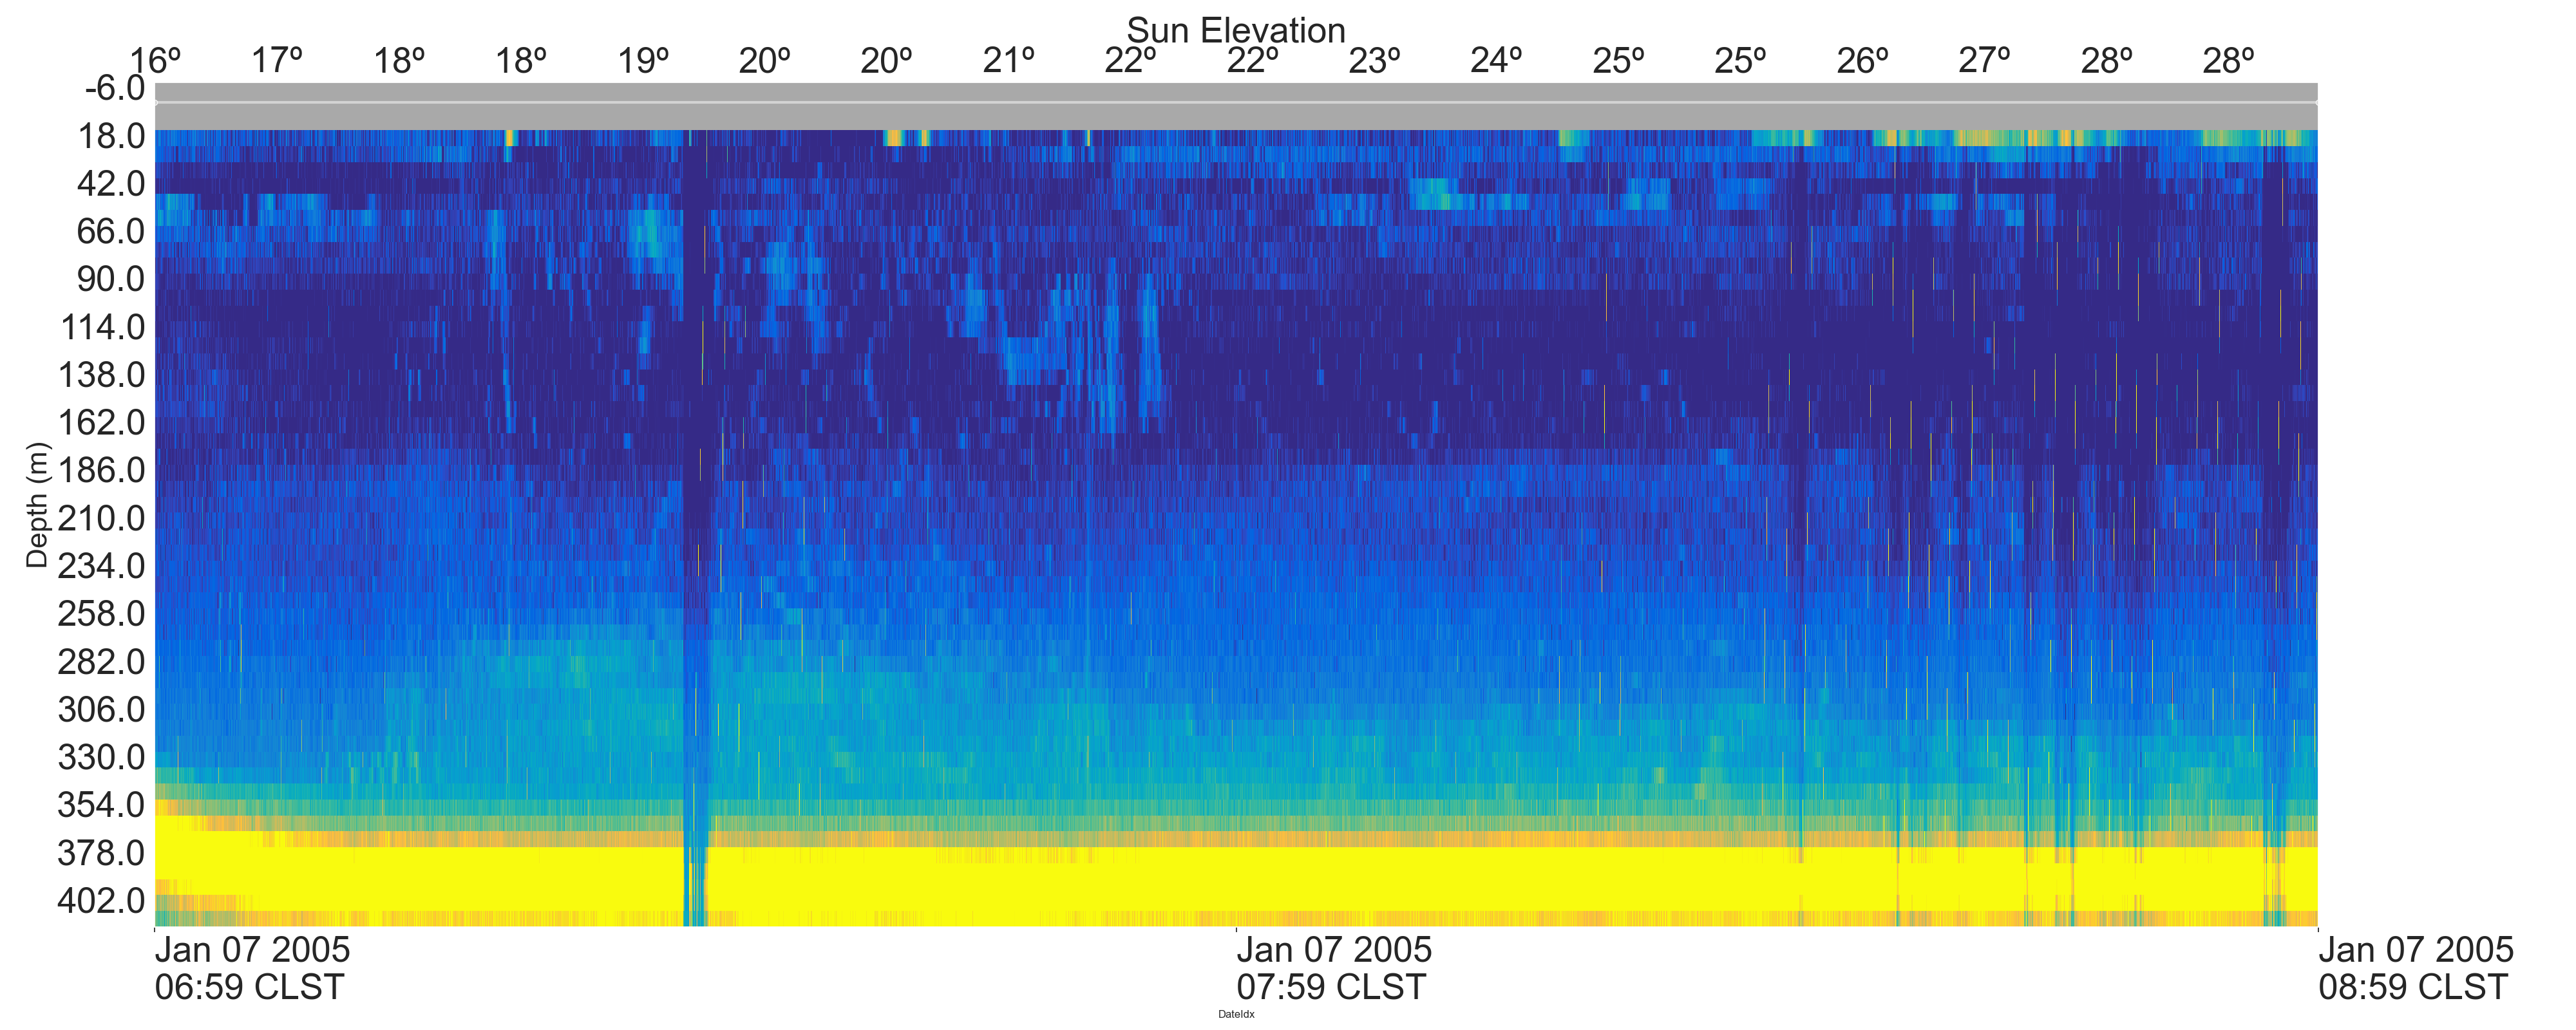 Sun Elevation
16º 17º 18º 18º 19º 20º 20º 21º 22º 22º 23º 24º 25º 25º 26º 27º 28º 28º
-6.0
18.0
42.0
66.0
90.0
114.0
138.0
162.0
186.0
210.0
234.0
258.0
282.0
306.0
330.0
354.0
378.0
402.0
Depth (m)
Jan 07 2005
06:59 CLST
Jan 07 2005
07:59 CLST
Jan 07 2005
08:59 CLST
DateIdx